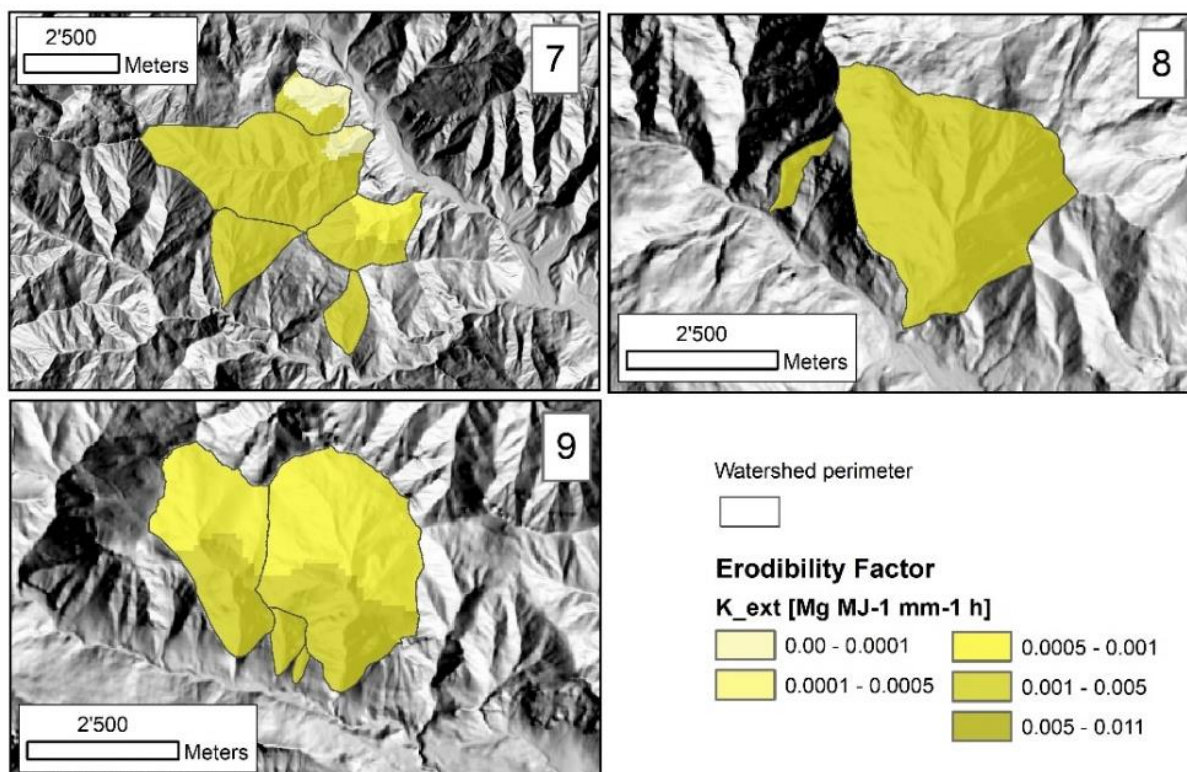 2'500
Meters
7
8
2'500
Meters
9
2'500
Meters
Watershed perimeter
Erodibility Factor
K_ext [Mg MJ-1 mm-1 h]
0.00 - 0.0001
0.0005 - 0.001
0.0001 - 0.0005
0.001 - 0.005
0.005 - 0.011